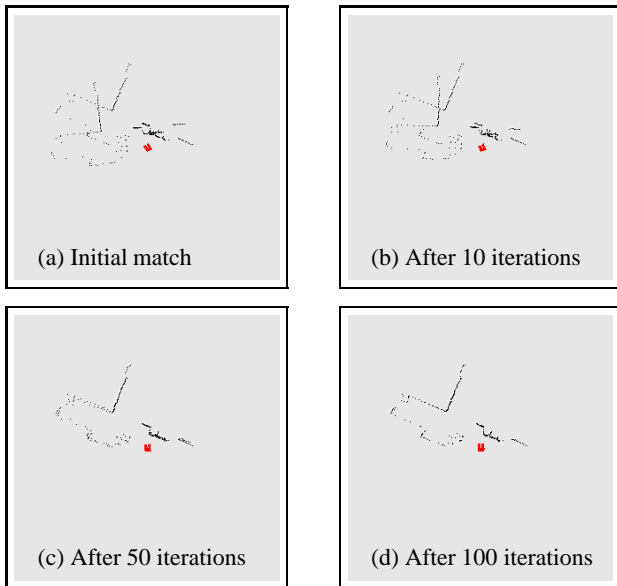 (a) Initial match
(b) After 10 iterations
(c) After 50 iterations
(d) After 100 iterations